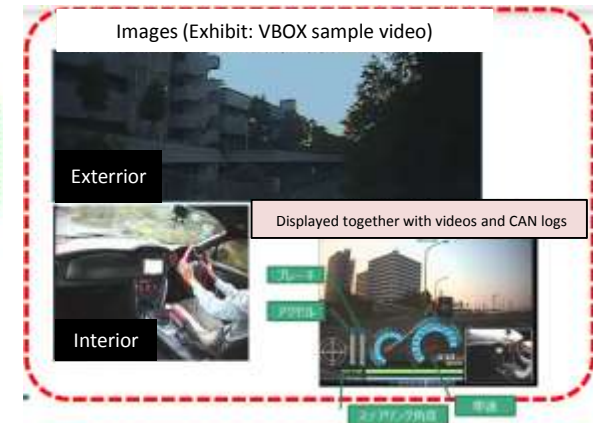 Images (Exhibit: VBOX sample video)
Exterrior
Displayed together with videos and CAN logs
ブレーキ
アクセル
Interior
車速
ステアリング角度